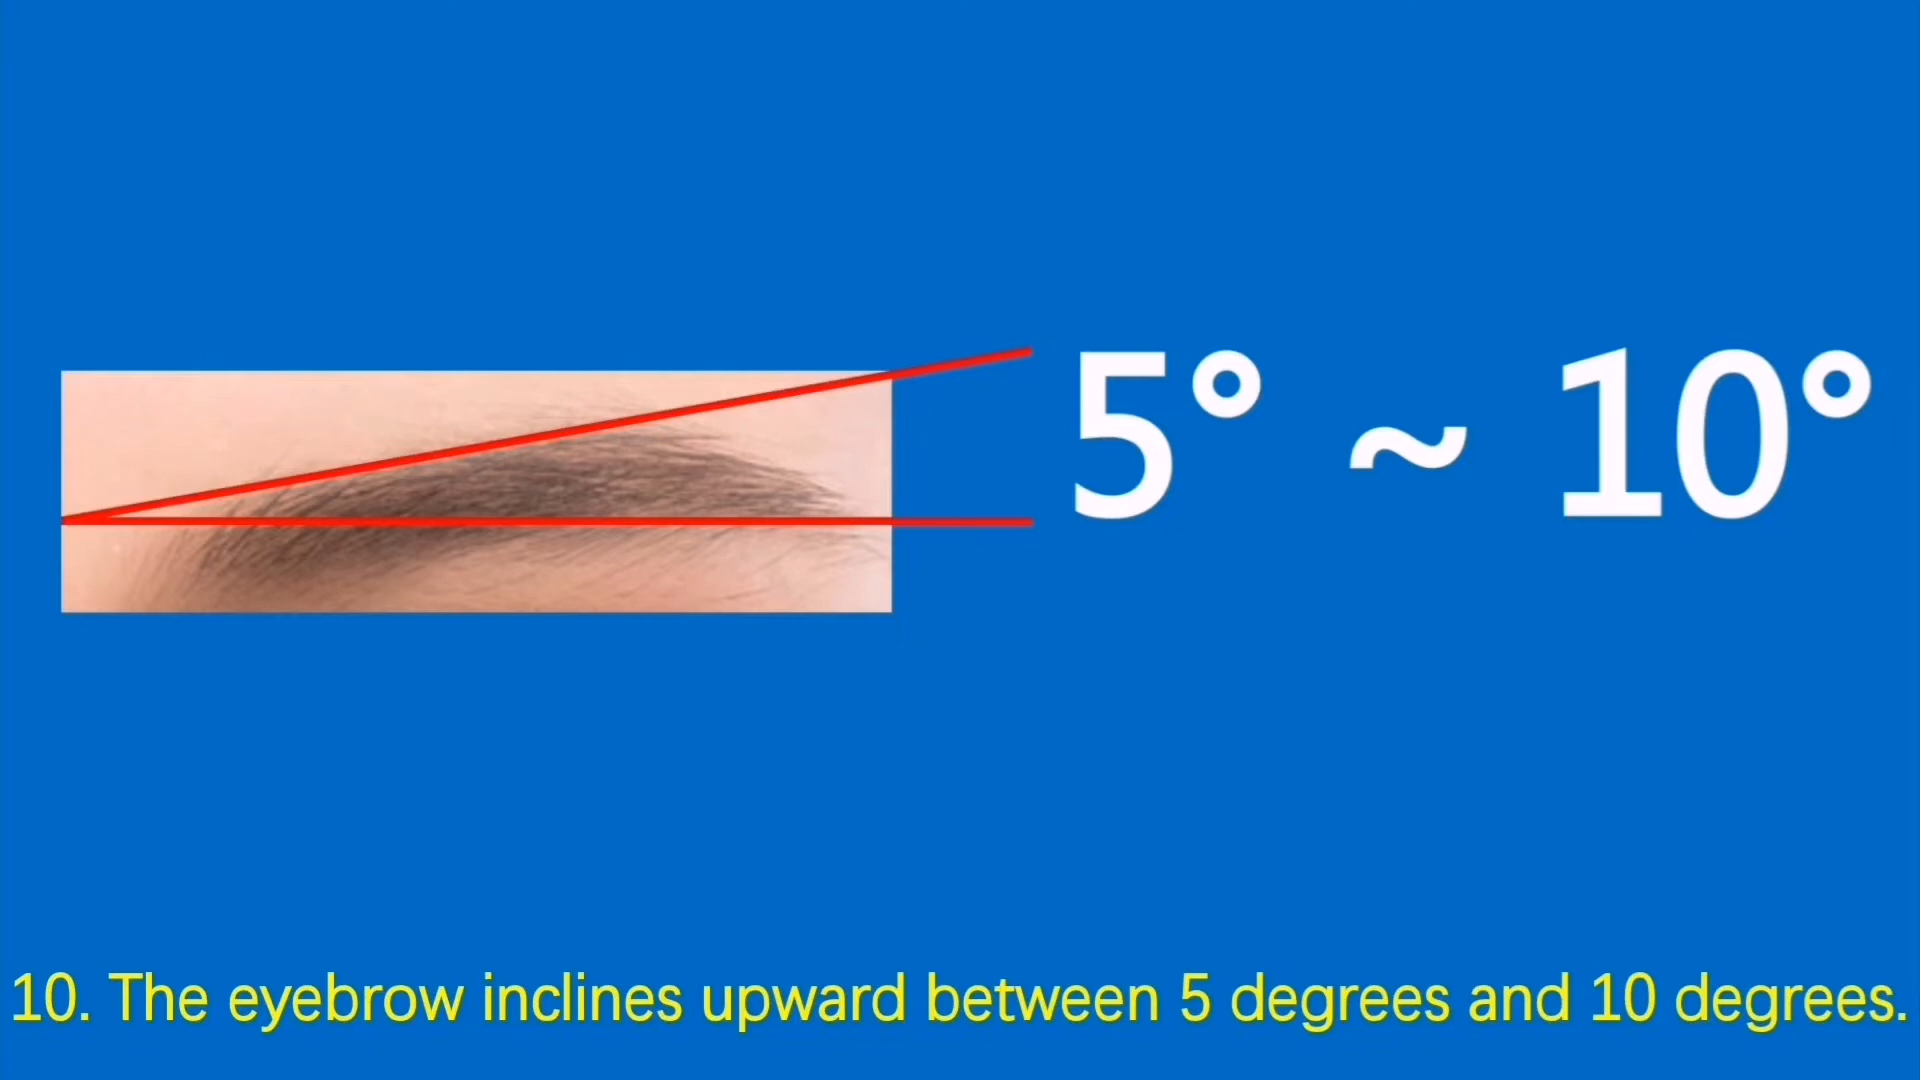 5° ~ 10°
10. The eyebrow inclines upward between 5 degrees and 10 degrees.